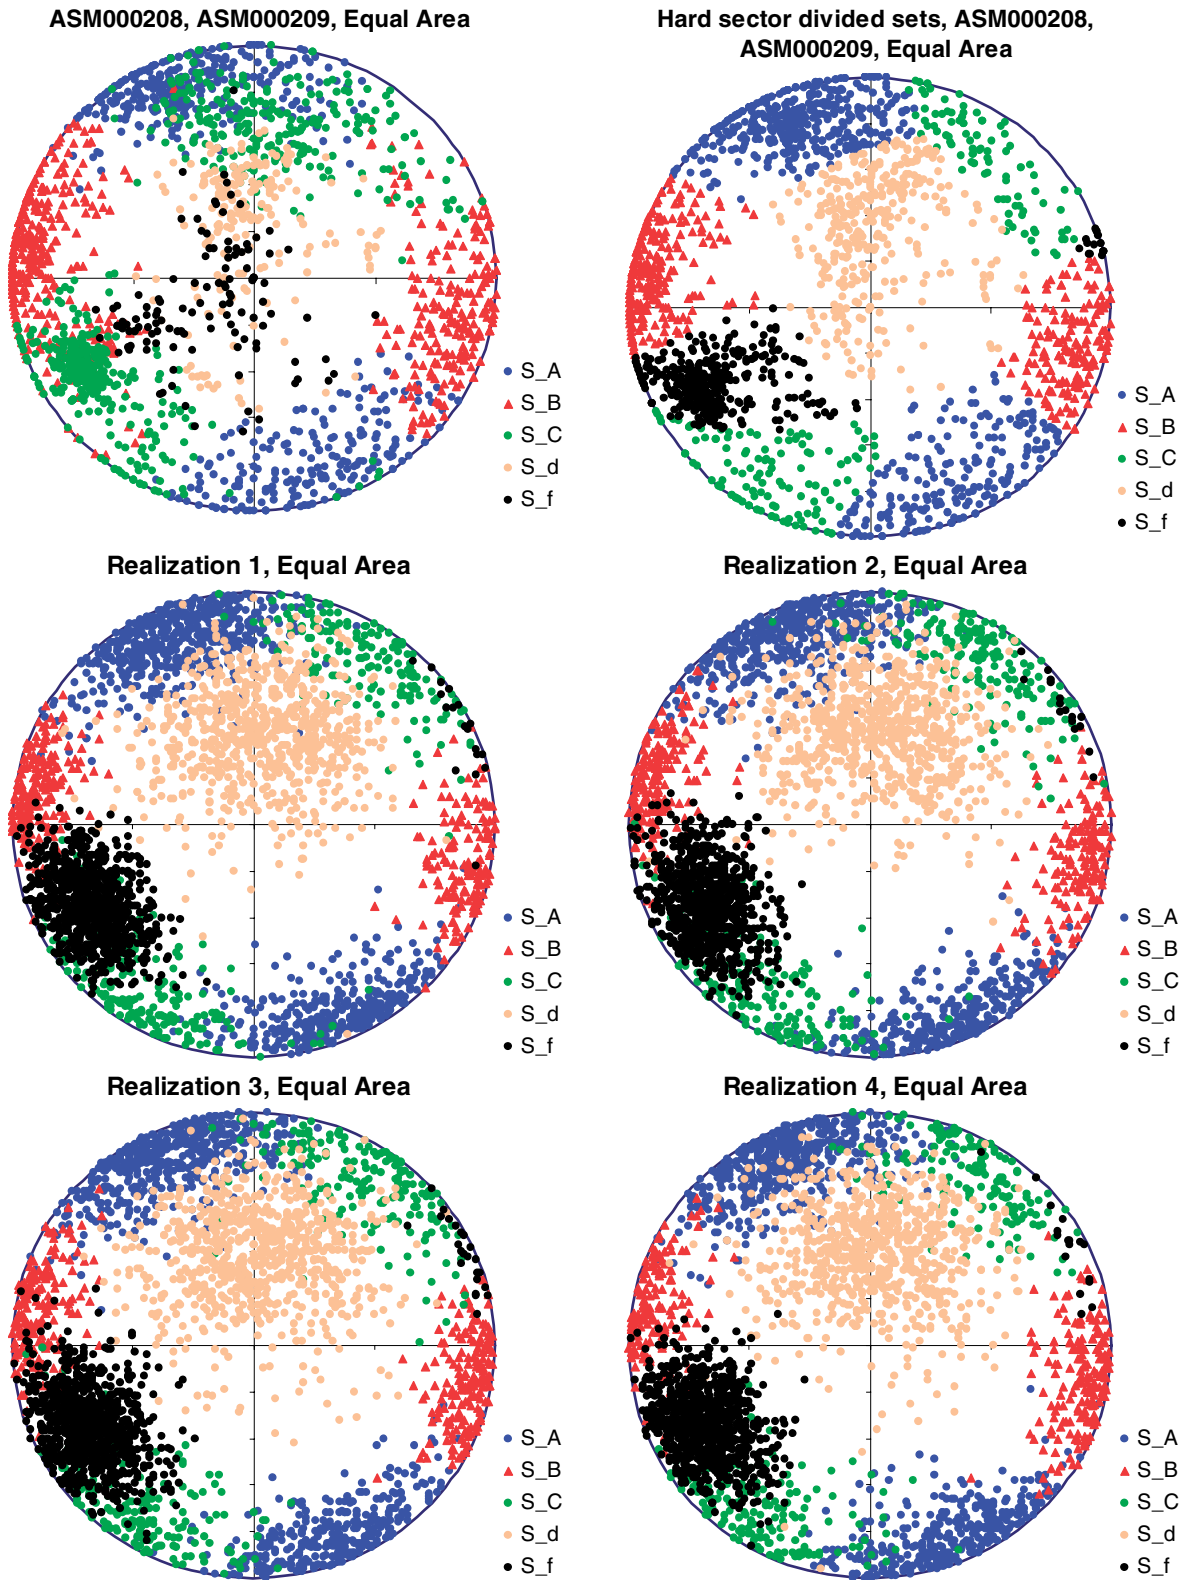 ASM000208, ASM000209, Equal Area
S_A
S_B
S_C
S_d
S_f
Hard sector divided sets, ASM000208,
ASM000209, Equal Area
S_A
S_B
S_C
S_d
S_f
Realization 1, Equal Area
S_A
S_B
S_C
S_d
S_f
Realization 2, Equal Area
S_A
S_B
S_C
S_d
S_f
Realization 3, Equal Area
S_A
S_B
S_C
S_d
S_f
Realization 4, Equal Area
S_A
S_B
S_C
S_d
S_f